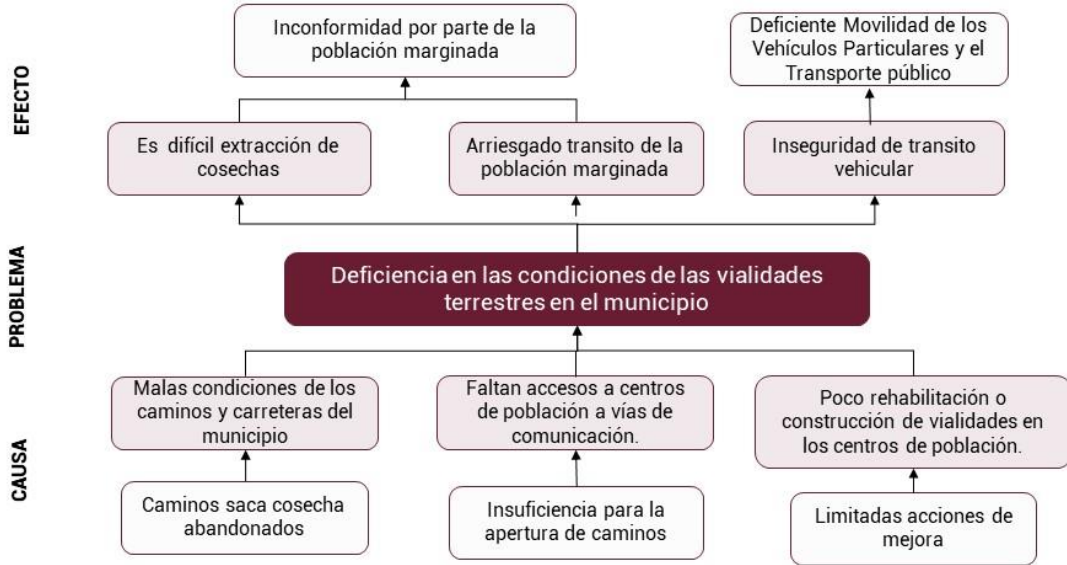 EFECTO
Inconformidad por parte de la
población marginada
Deficiente Movilidad de los
Vehículos Particulares y el
Transporte público
Es difícil extracción de
cosechas
Arriesgado transito de la
población marginada
Inseguridad de transito
vehicular
PROBLEMA
Deficiencia en las condiciones de las vialidades
terrestres en el municipio
CAUSA
Malas condiciones de los
caminos y carreteras del
municipio
Faltan accesos a centros
de población a vías de
comunicación.
Poco rehabilitación o
construcción de vialidades en
los centros de población.
Caminos saca cosecha
abandonados
Insuficiencia para la
apertura de caminos
Limitadas acciones de
mejora